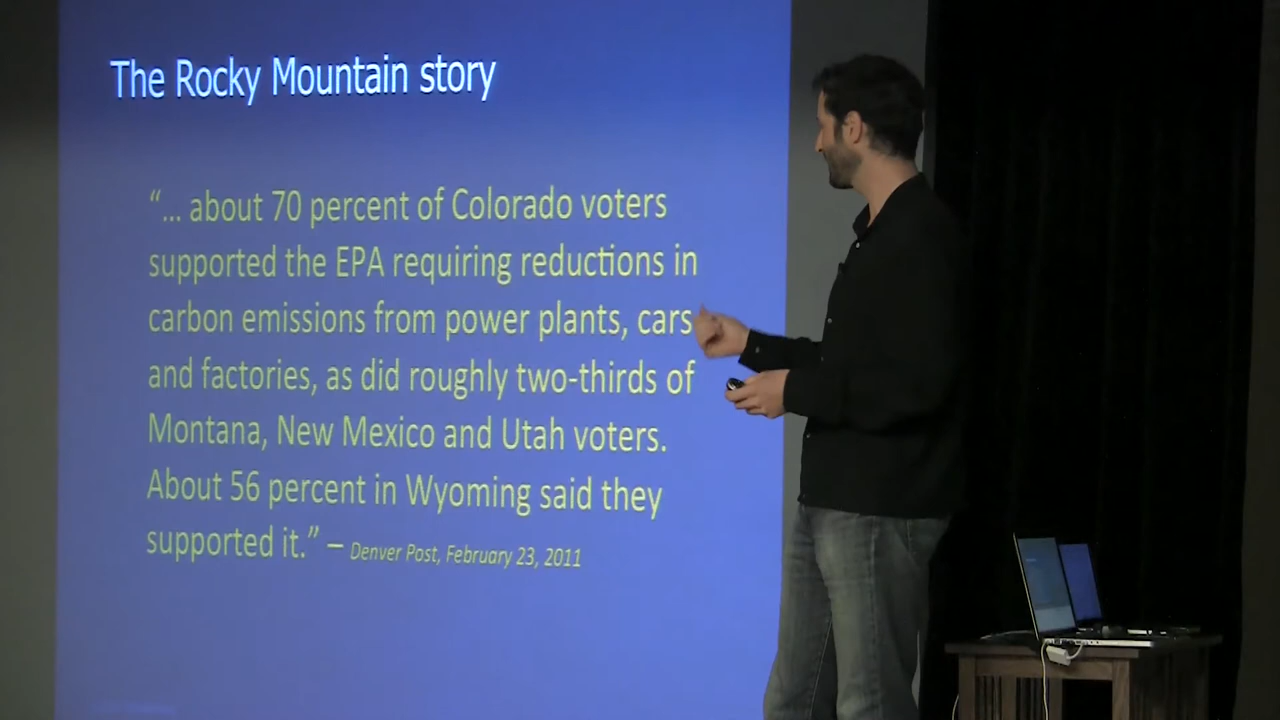 The Rocky Mountain story
“... about 70 percent of Colorado voters
supported the EPA requiring reductions in
carbon emissions from power plants, cars
and factories, as did roughly two-thirds of
Montana, New Mexico and Utah voters.
About 56 percent in Wyoming said they
supported it.” – Denver Post, February 23, 2011